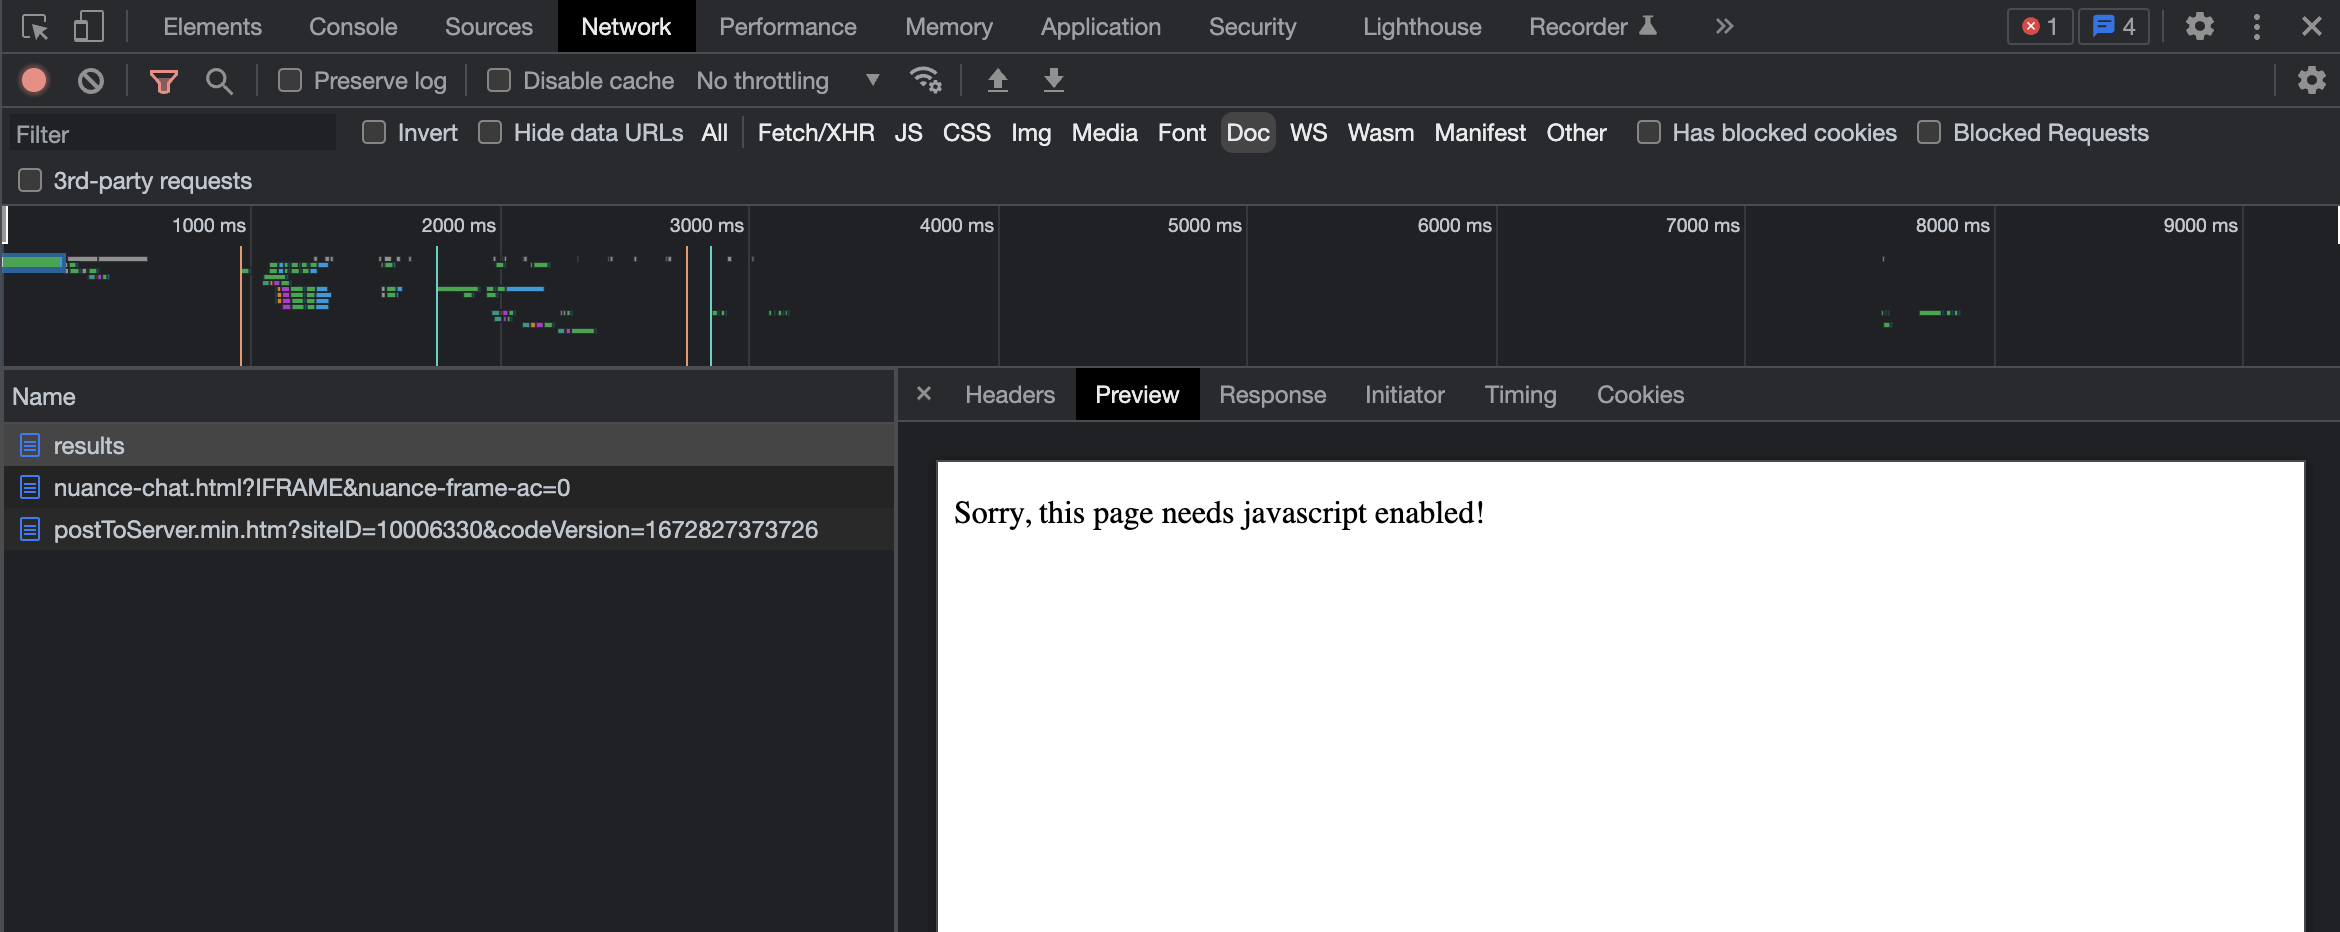 Elements Console Sources Network Performance Memory Application Security Lighthouse Recorder 1 4
Preserve log Disable cache No throttling
Filter Invert Hide data URLs All Fetch/XHR JS CSS Img Media Font Doc WS Wasm Manifest Other Has blocked cookies Blocked Requests
3rd-party requests
1000 ms 2000 ms 3000 ms 4000 ms 5000 ms 6000 ms 7000 ms 8000 ms 9000 ms
Name
Headers Preview Response Initiator Timing Cookies
results
nuance-chat.html?IFRAME&nuance-frame-ac=0
postToServer.min.htm?siteID=10006330&codeVersion=1672827373726
Sorry, this page needs javascript enabled!